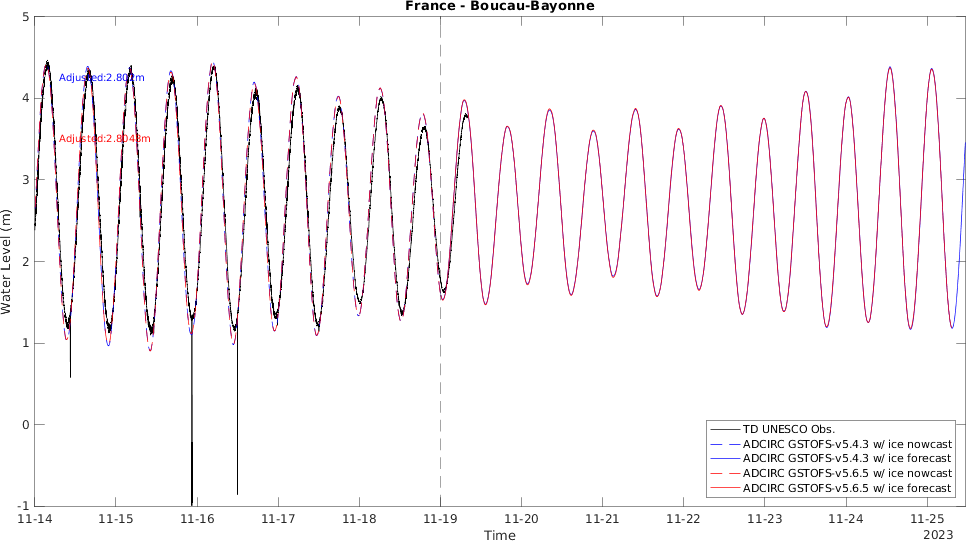 France - Boucau-Bayonne
5
4
3
2
1
0
-1
Water Level (m)
Adjusted:2.802m
Adjusted:2.8043m
TD UNESCO Obs.
ADCIRC GSTOFS-v5.4.3 w/ ice nowcast
ADCIRC GSTOFS-v5.4.3 w/ ice forecast
ADCIRC GSTOFS-v5.6.5 w/ ice nowcast
ADCIRC GSTOFS-v5.6.5 w/ ice forecast
11-14 11-15 11-16 11-17 11-18 11-19 11-20 11-21 11-22 11-23 11-24 11-25
Time
2023